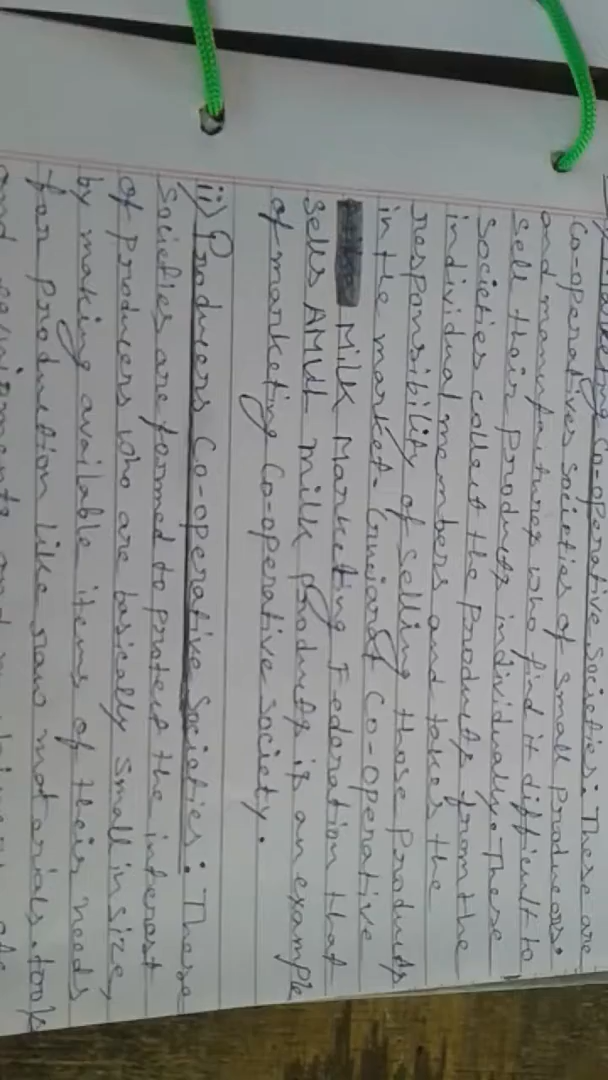 Marketing Co-operative Societies: These are
Co-operatives Societies of small producers.
and manufacturers who find it difficult to
sell their products individually. These
societies collect the products from the
individual members and takes the
responsibility of selling those products
in the market. Gujarat Co-operative
Milk Marketing Federation that
sells AMUL milk products is an example
of marketing Co-operative society.
ii) Producers Co-operative Societies: These
societies are formed to protect the interest
of producers who are basically small in size,
by making available items of their needs
for production like raw materials, tools
and